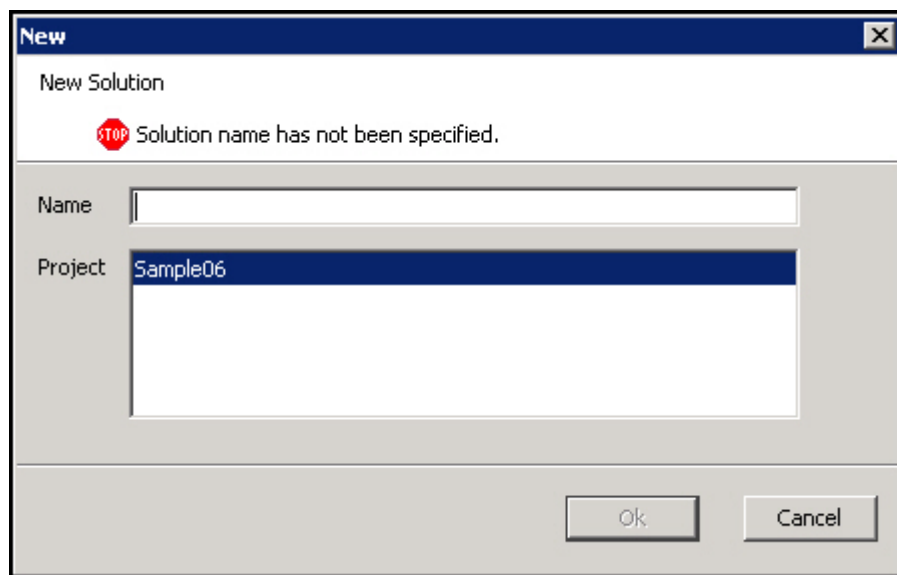 New
New Solution
STOP Solution name has not been specified.
Name
Project Sample06
Ok Cancel